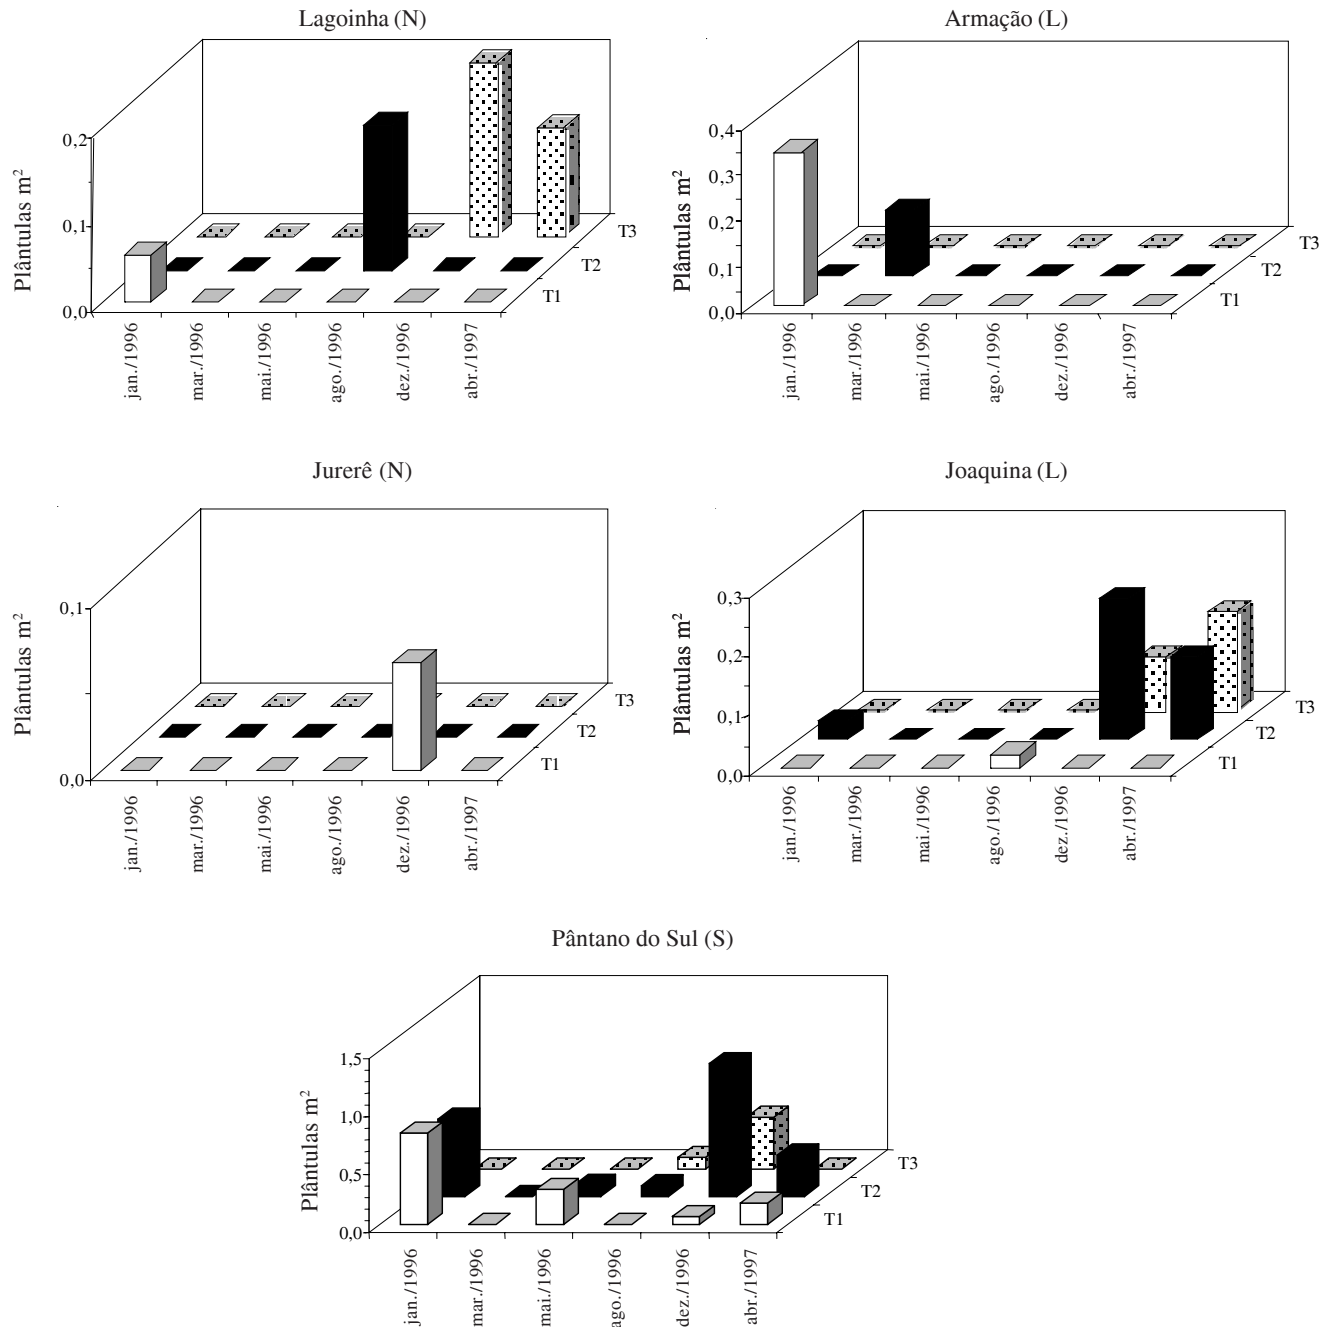 Lagoinha (N)
Plântulas m²
0,2
0,1
0,0
T3
T2
T1
jan./1996
mar./1996
mai./1996
ago./1996
dez./1996
abr./1997
Armação (L)
Plântulas m²
0,4
0,3
0,2
0,1
0,0
T3
T2
T1
jan./1996
mar./1996
mai./1996
ago./1996
dez./1996
abr./1997
Jurerê (N)
Plântulas m²
0,1
0,0
T3
T2
T1
jan./1996
mar./1996
mai./1996
ago./1996
dez./1996
abr./1997
Joaquina (L)
Plântulas m²
0,3
0,2
0,1
0,0
T3
T2
T1
jan./1996
mar./1996
mai./1996
ago./1996
dez./1996
abr./1997
Pântano do Sul (S)
Plântulas m²
1,5
1,0
0,5
0,0
T3
T2
T1
jan./1996
mar./1996
mai./1996
ago./1996
dez./1996
abr./1997